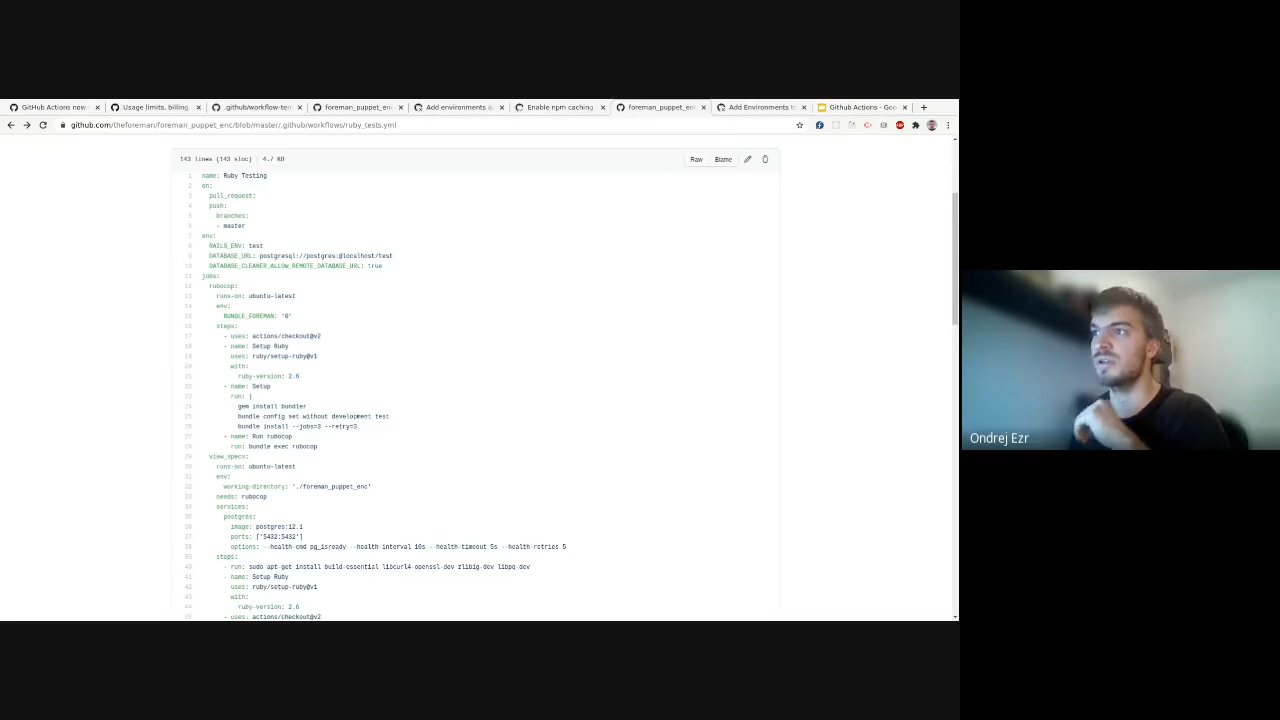 GitHub Actions now
Usage limits, billing,
.github/workflow-tem
foreman_puppet_enc
Add environments a
Enable npm caching
foreman_puppet_enc
Add Environments t
Github Actions - Goo
github.com/theforeman/foreman_puppet_enc/blob/master/.github/workflows/ruby_tests.yml
143 lines (143 sloc) | 4.7 KB
Raw
Blame
1 name: Ruby Testing
2 on:
3 pull_request:
4 push:
5 branches:
6 - master
7 env:
8 RAILS_ENV: test
9 DATABASE_URL: postgresql://postgres:@localhost/test
10 DATABASE_CLEANER_ALLOW_REMOTE_DATABASE_URL: true
11 jobs:
12 rubocop:
13 runs-on: ubuntu-latest
14 env:
15 BUNDLE_FOREMAN: '0'
16 steps:
17 - uses: actions/checkout@v2
18 - name: Setup Ruby
19 uses: ruby/setup-ruby@v1
20 with:
21 ruby-version: 2.6
22 - name: Setup
23 run: |
24 gem install bundler
25 bundle config set without development test
26 bundle install --jobs=3 --retry=3
27 - name: Run rubocop
28 run: bundle exec rubocop
29 view_specs:
30 runs-on: ubuntu-latest
31 env:
32 working-directory: './foreman_puppet_enc'
33 needs: rubocop
34 services:
35 postgres:
36 image: postgres:12.1
37 ports: ['5432:5432']
38 options: --health-cmd pg_isready --health-interval 10s --health-timeout 5s --health-retries 5
39 steps:
40 - run: sudo apt-get install build-essential libcurl4-openssl-dev zlib1g-dev libpq-dev
41 - name: Setup Ruby
42 uses: ruby/setup-ruby@v1
43 with:
44 ruby-version: 2.6
45 - uses: actions/checkout@v2
Ondrej Ezr